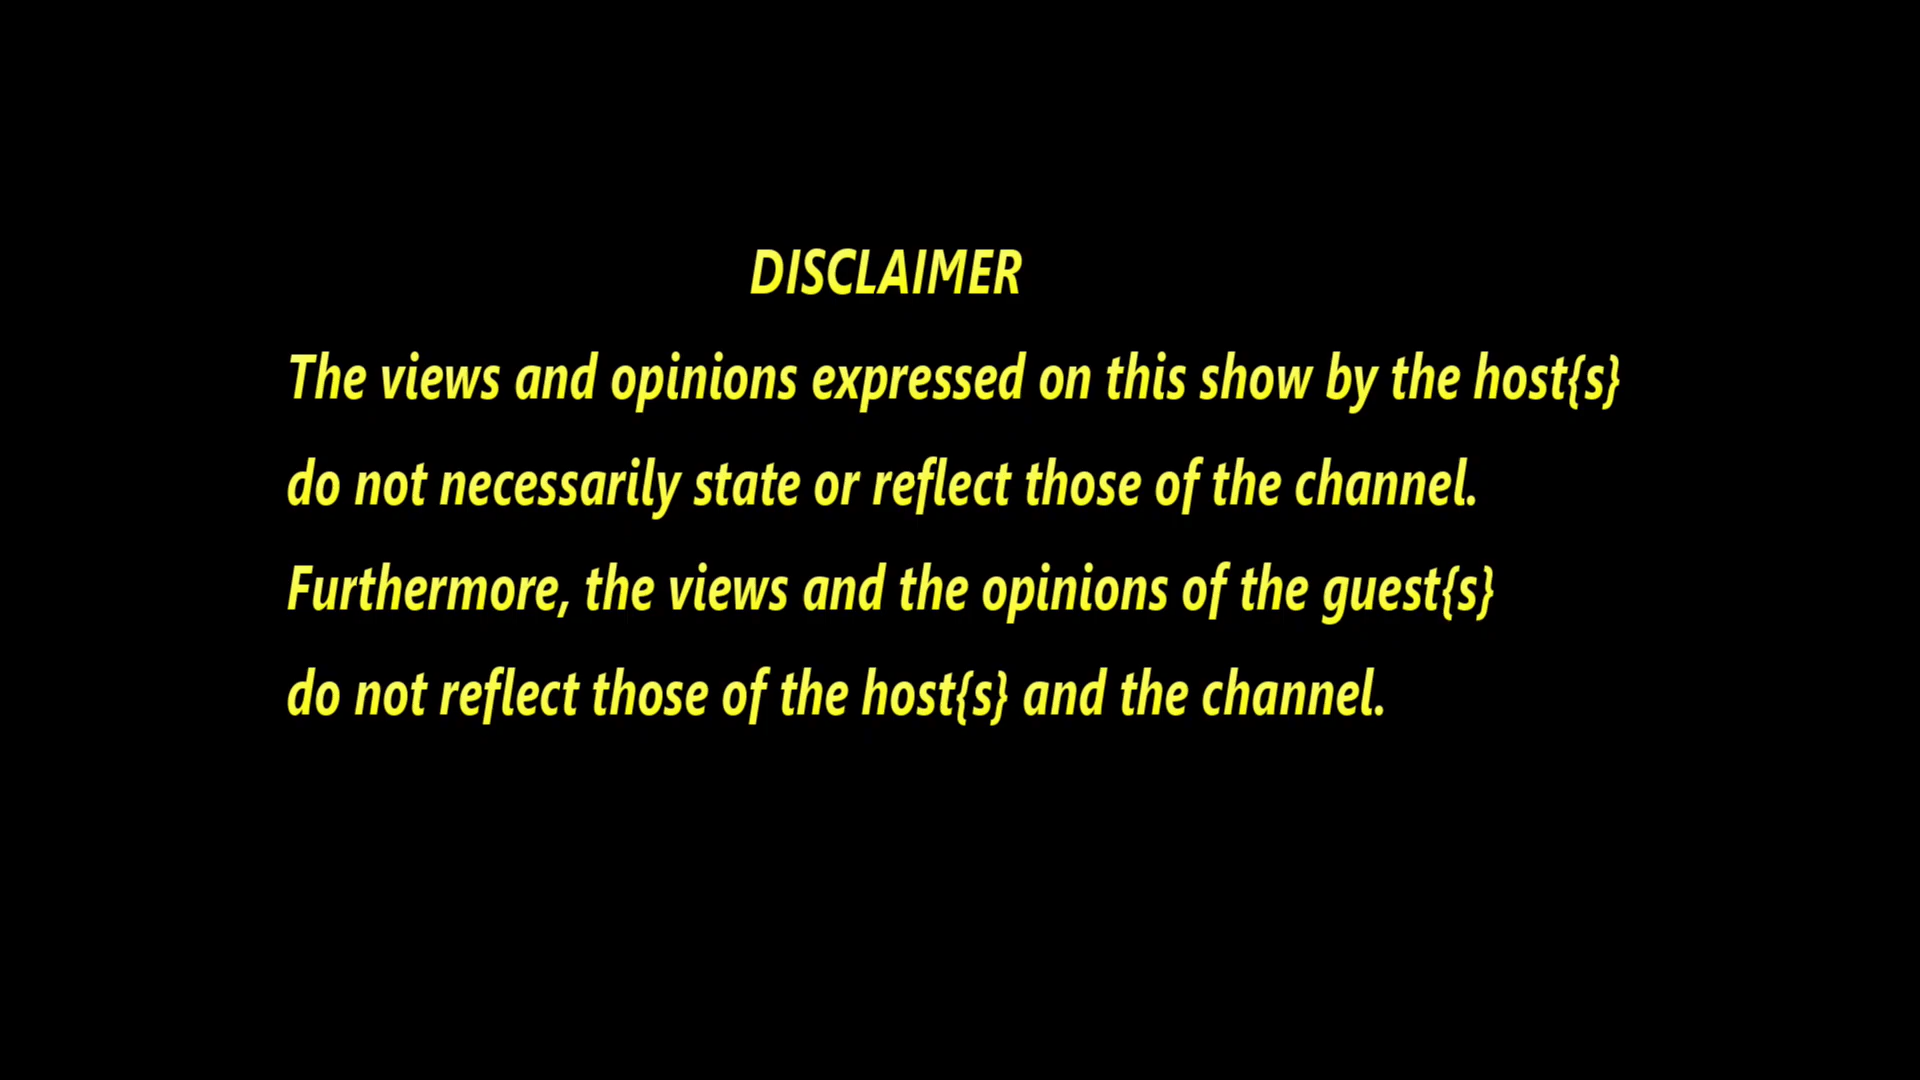 DISCLAIMER
The views and opinions expressed on this show by the host{s}
do not necessarily state or reflect those of the channel.
Furthermore, the views and the opinions of the guest{s}
do not reflect those of the host{s} and the channel.